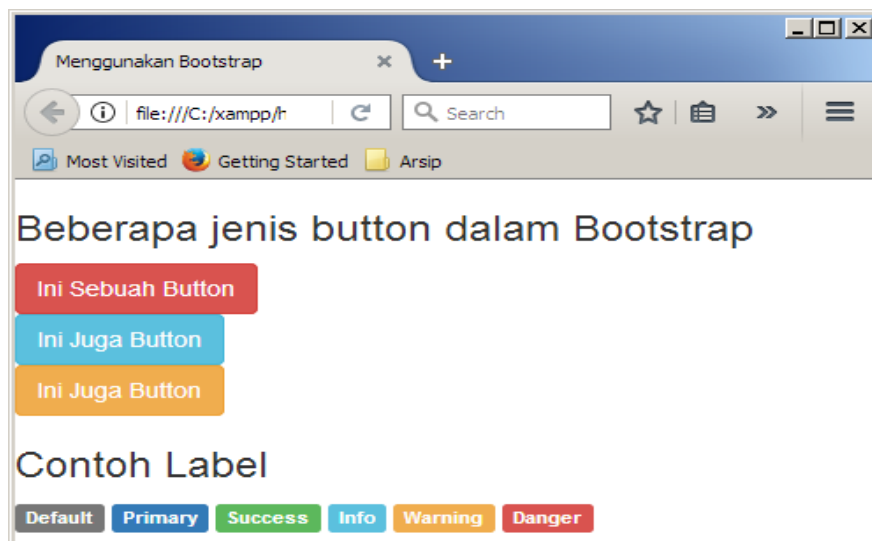 Menggunakan Bootstrap
file:///C:/xampp/h
Search
Most Visited Getting Started Arsip
Beberapa jenis button dalam Bootstrap
Ini Sebuah Button
Ini Juga Button
Ini Juga Button
Contoh Label
Default Primary Success Info Warning Danger